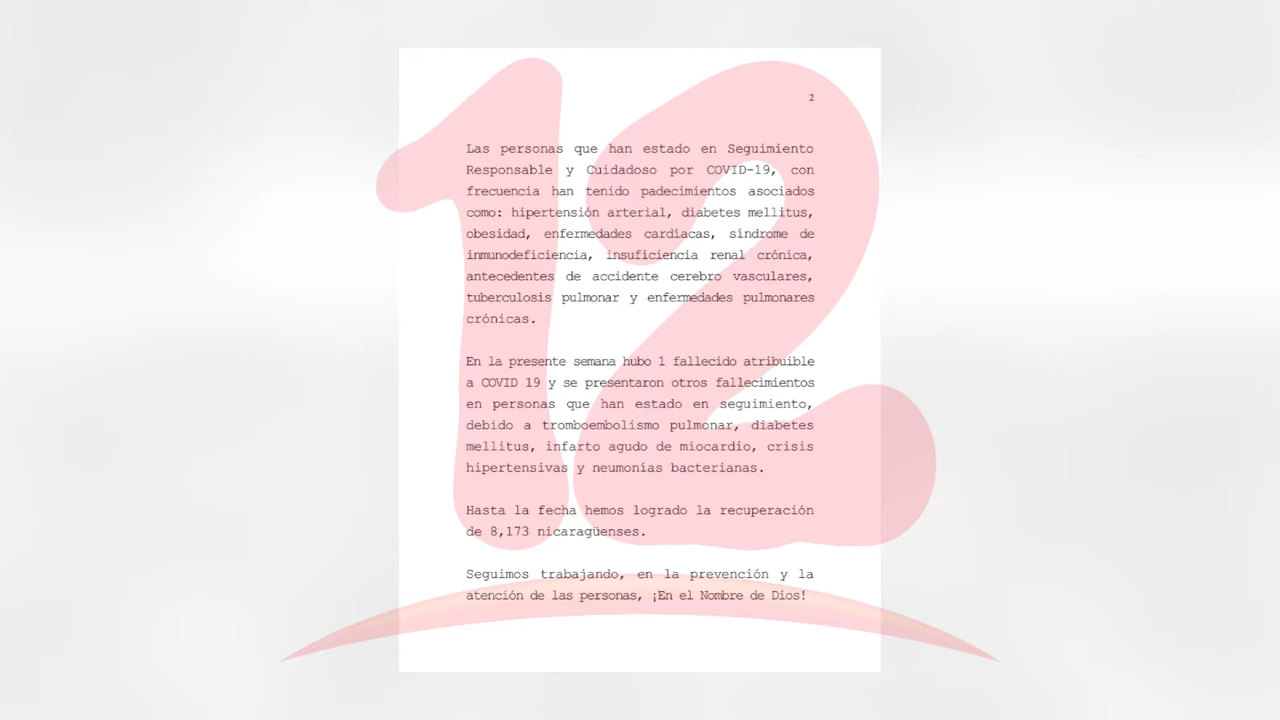 2
Las personas que han estado en Seguimiento
Responsable y Cuidadoso por COVID-19, con
frecuencia han tenido padecimientos asociados
como: hipertensión arterial, diabetes mellitus,
obesidad, enfermedades cardíacas, síndrome de
inmunodeficiencia, insuficiencia renal crónica,
antecedentes de accidente cerebro vasculares,
tuberculosis pulmonar y enfermedades pulmonares
crónicas.
En la presente semana hubo 1 fallecido atribuible
a COVID 19 y se presentaron otros fallecimientos
en personas que han estado en seguimiento,
debido a tromboembolismo pulmonar, diabetes
mellitus, infarto agudo de miocardio, crisis
hipertensivas y neumonías bacterianas.
Hasta la fecha hemos logrado la recuperación
de 8,173 nicaragüenses.
Seguimos trabajando, en la prevención y la
atención de las personas, ¡En el Nombre de Dios!
12